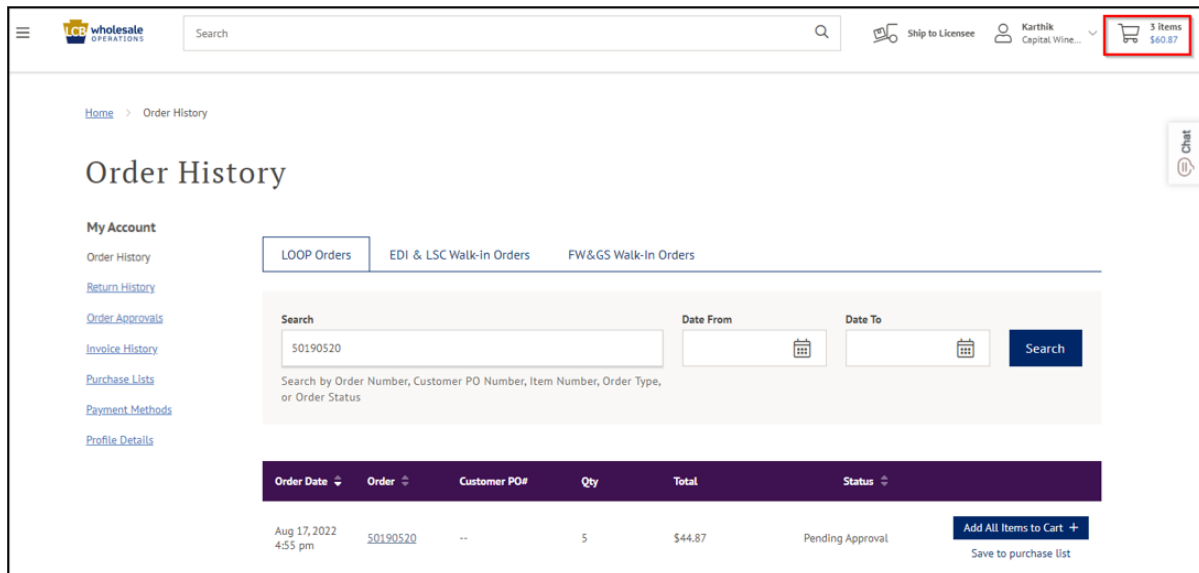 LCB wholesale
OPERATIONS
Search
Ship to Licensee
Karthik
Capital Wine...
3 items
$60.87
Home > Order History
Chat
Order History
My Account
Order History
Return History
Order Approvals
Invoice History
Purchase Lists
Payment Methods
Profile Details
LOOP Orders EDI & LSC Walk-in Orders FW&GS Walk-In Orders
Search Date From Date To
50190520 Search
Search by Order Number, Customer PO Number, Item Number, Order Type,
or Order Status
Order Date Order Customer PO# Qty Total Status
Aug 17, 2022
4:55 pm
50190520 -- 5 $44.87 Pending Approval
Add All Items to Cart +
Save to purchase list